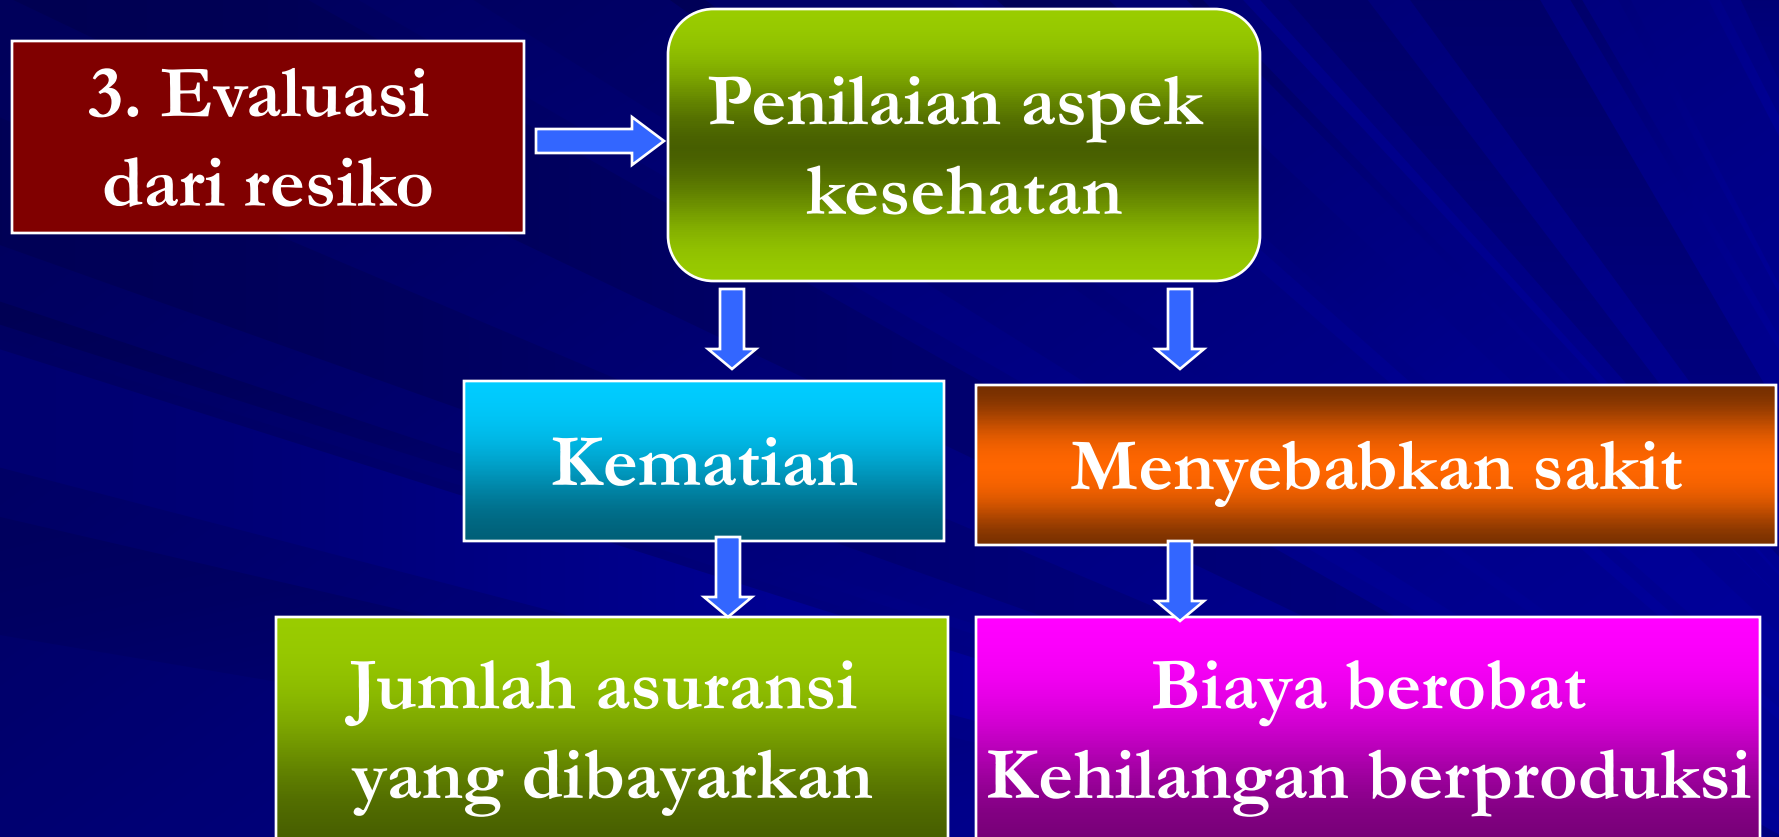 3. Evaluasi
dari resiko
Penilaian aspek
kesehatan
Kematian
Menyebabkan sakit
Jumlah asuransi
yang dibayarkan
Biaya berobat
Kehilangan berproduksi